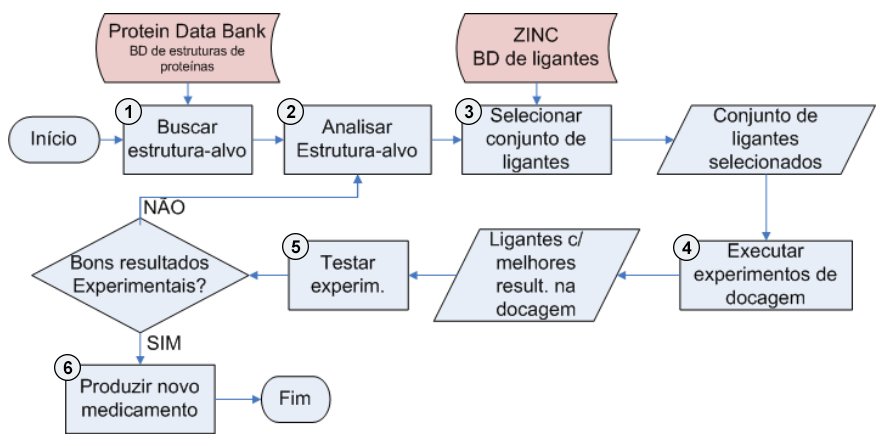 Protein Data Bank
BD de estruturas de
proteínas
ZINC
BD de ligantes
1
2
3
Início
Buscar
estrutura-alvo
Analisar
Estrutura-alvo
Selecionar
conjunto de
ligantes
Conjunto de
ligantes
selecionados
NÃO
4
Executar
experimentos de
docagem
Ligantes c/
melhores
result. na
docagem
5
Testar
experim.
Bons resultados
Experimentais?
SIM
6
Produzir novo
medicamento
Fim